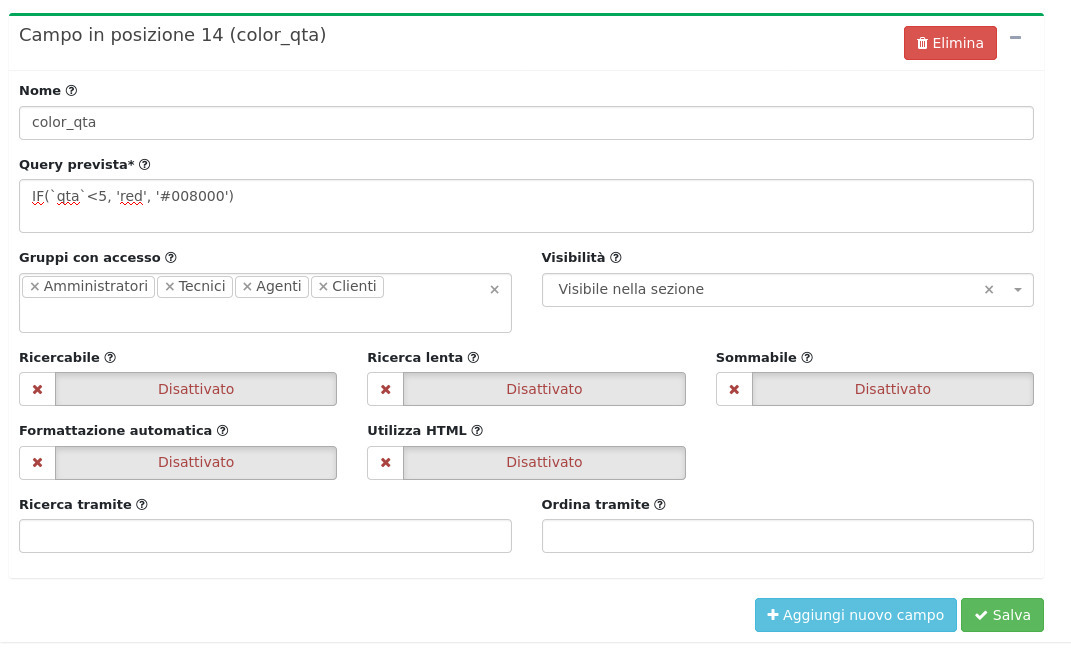 Campo in posizione 14 (color_qta)
Elimina
Nome
color_qta
Query prevista*
IF(`qta`<5, 'red', '#008000')
Gruppi con accesso
Visibilità
× Amministratori × Tecnici × Agenti × Clienti ×
Visibile nella sezione ×
Ricercabile
Ricerca lenta
Sommabile
Disattivato
Disattivato
Disattivato
Formattazione automatica
Utilizza HTML
Disattivato
Disattivato
Ricerca tramite
Ordina tramite
Aggiungi nuovo campo
Salva